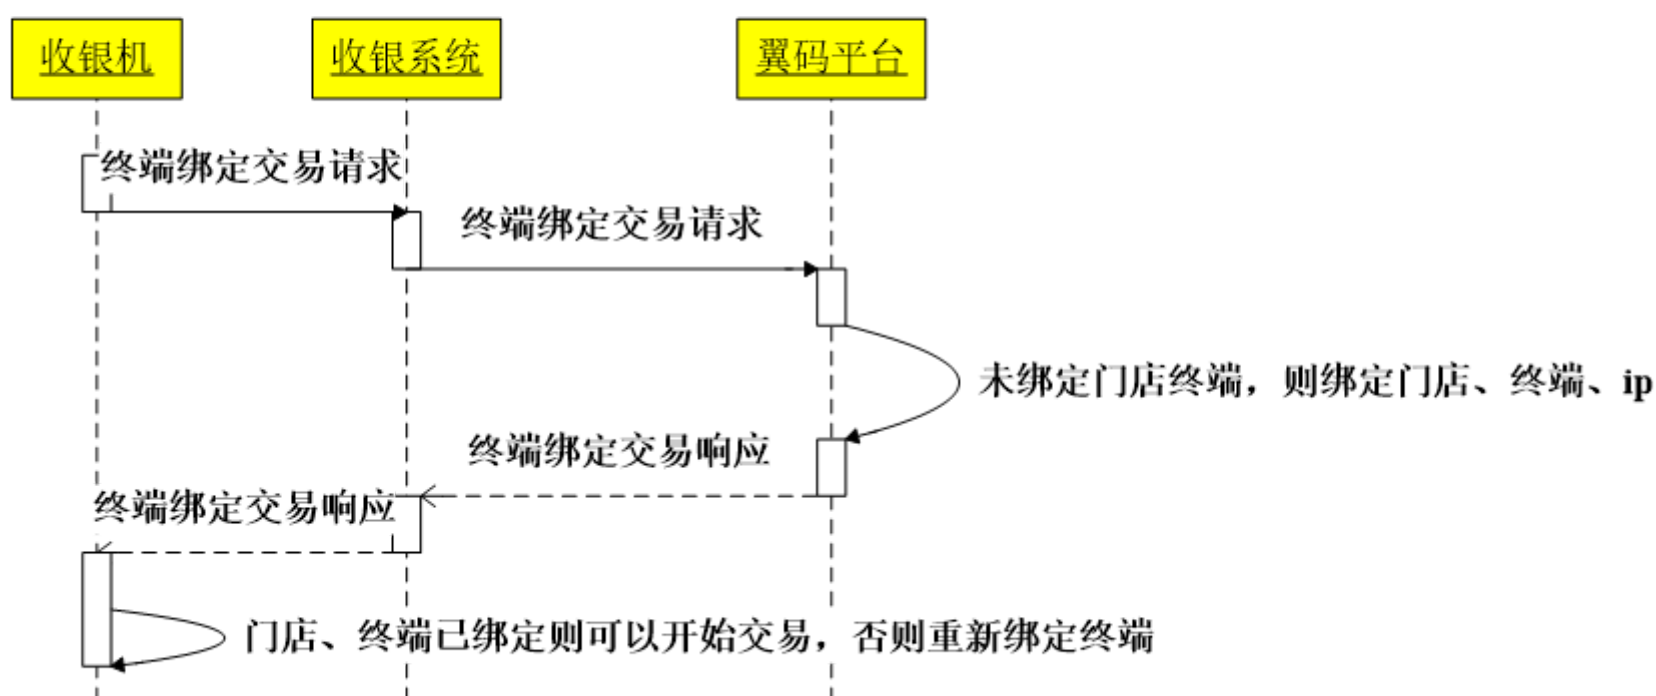 收银机
收银系统
翼码平台
终端绑定交易请求
终端绑定交易请求
未绑定门店终端，则绑定门店、终端、ip
终端绑定交易响应
终端绑定交易响应
门店、终端已绑定则可以开始交易，否则重新绑定终端